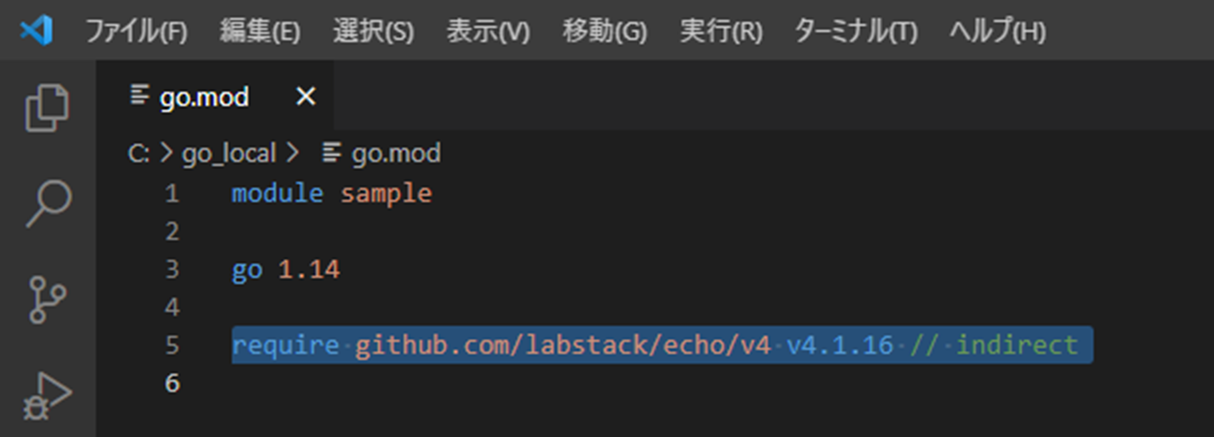 ファイル(F) 編集(E) 選択(S) 表示(V) 移動(G) 実行(R) ターミナル(T) ヘルプ(H)
go.mod
C: > go_local > go.mod
1 module sample
2
3 go 1.14
4
5 require github.com/labstack/echo/v4 v4.1.16 // indirect
6